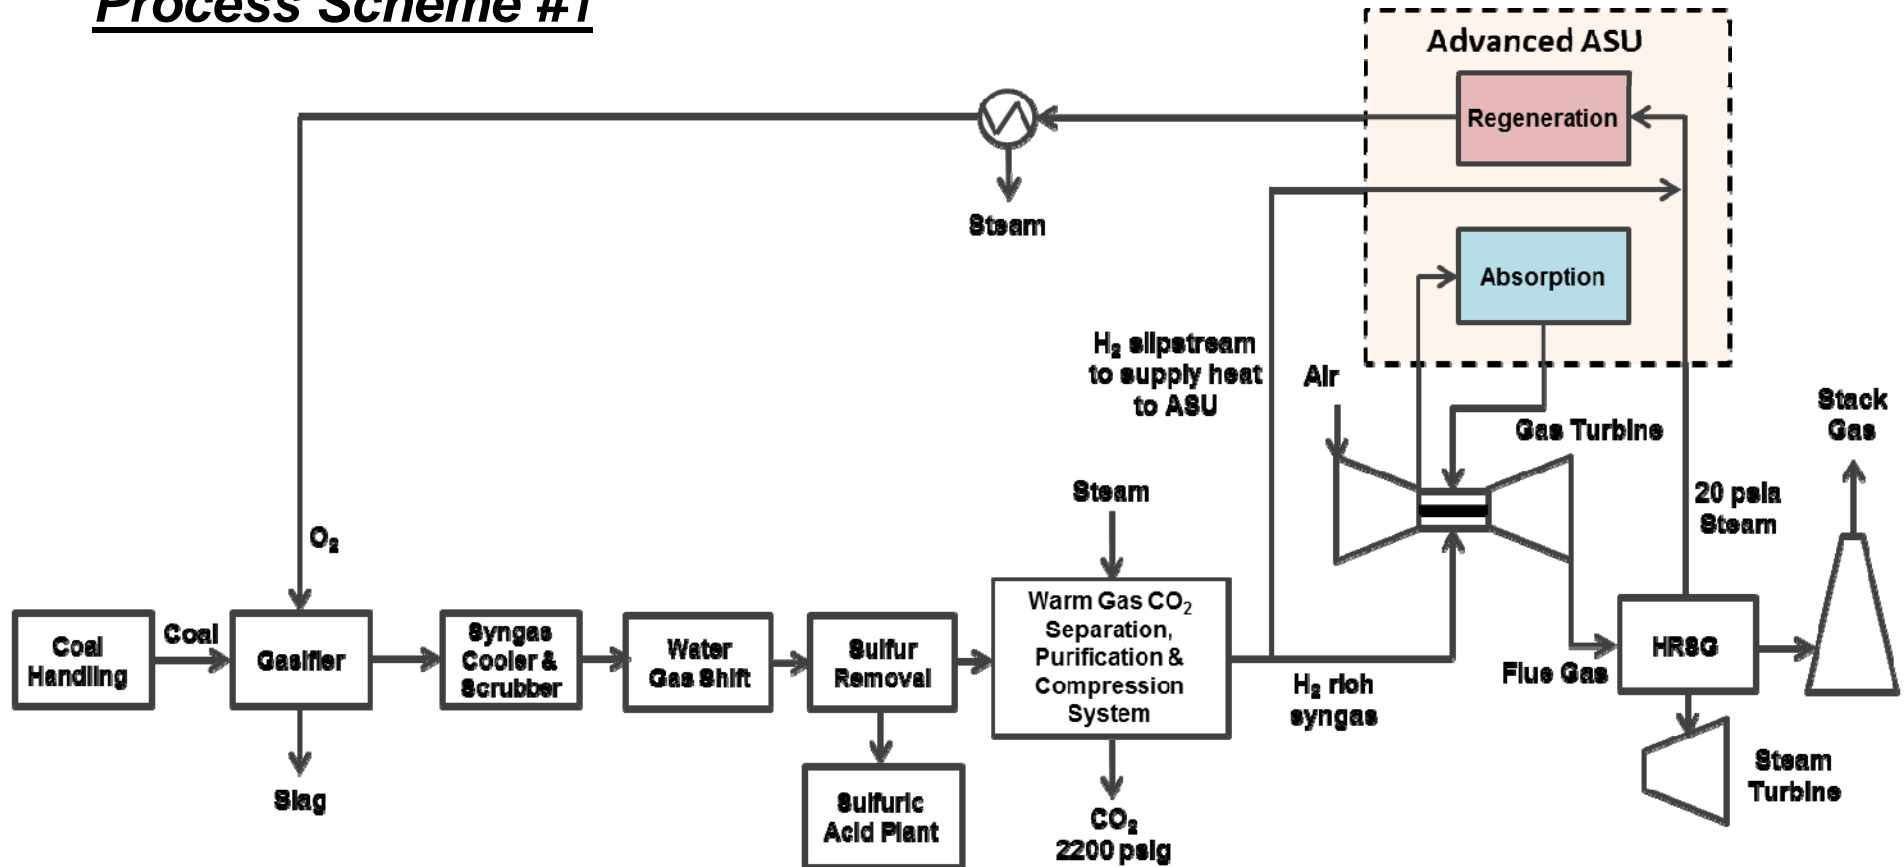 Process Scheme #1
Advanced ASU
Regeneration
Steam
Absorption
H₂ slipstream
to supply heat
to ASU
Air
Gas Turbine
Stack
Gas
Steam
20 psia
Steam
O₂
Coal
Handling
Coal
Gasifier
Syngas
Cooler &
Scrubber
Water
Gas Shift
Sulfur
Removal
Warm Gas CO₂
Separation,
Purification &
Compression
System
H₂ rich
syngas
Flue Gas
HRSG
Slag
Sulfuric
Acid Plant
CO₂
2200 psig
Steam
Turbine